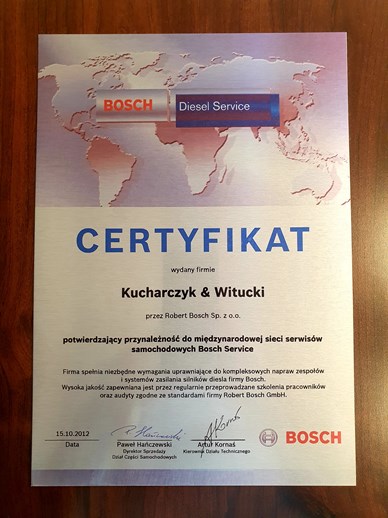 BOSCH Diesel Service
CERTYFIKAT
wydany firmie
Kucharczyk & Witucki
przez Robert Bosch Sp. z o.o.
potwierdzający przynależność do międzynarodowej sieci serwisów
samochodowych Bosch Service
Firma spełnia niezbędne wymagania uprawniające do kompleksowych napraw zespołów
i systemów zasilania silników diesla firmy Bosch.
Wysoka jakość zapewniana jest przez regularnie przeprowadzane szkolenia pracowników
oraz audyty zgodne ze standardami firmy Robert Bosch GmbH.
15.10.2012
Data
Paweł Hańczewski
Dyrektor Sprzedaży
Dział Części Samochodowych
A Kornaś
Artur Kornaś
Kierownik Działu Technicznego
BOSCH